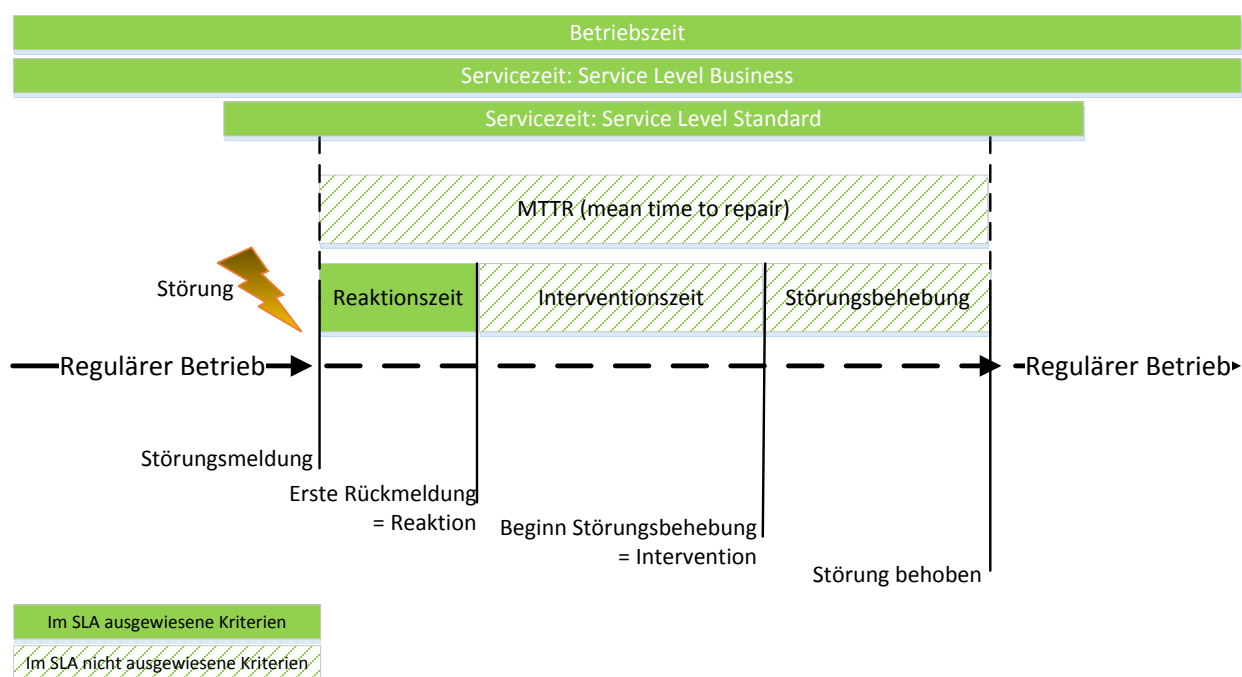 Betriebszeit
Servicezeit: Service Level Business
Servicezeit: Service Level Standard
MTTR (mean time to repair)
Störung
Reaktionszeit
Interventionszeit
Störungsbehebung
Regulärer Betrieb
Regulärer Betrieb
Störungsmeldung
Erste Rückmeldung
= Reaktion
Beginn Störungsbehebung
= Intervention
Störung behoben
Im SLA ausgewiesene Kriterien
Im SLA nicht ausgewiesene Kriterien